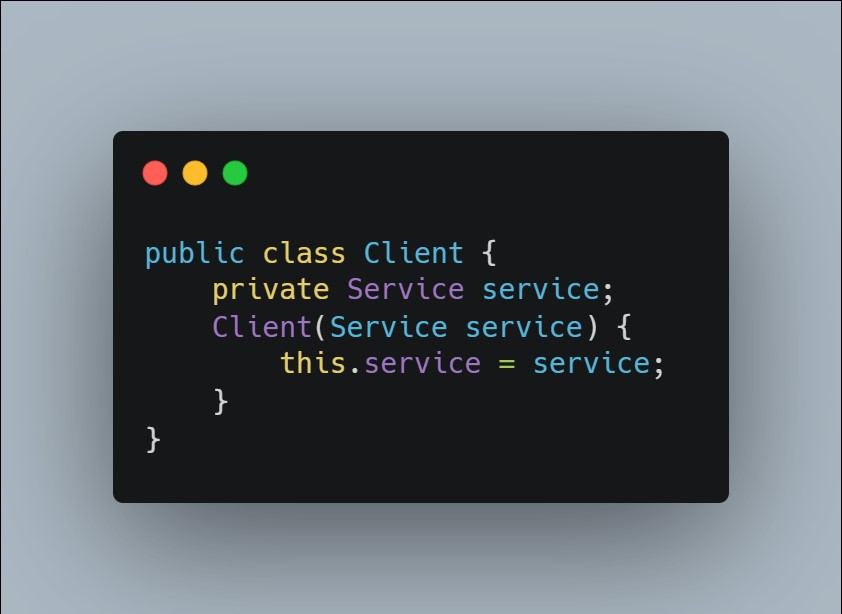 public class Client {
    private Service service;
    Client(Service service) {
        this.service = service;
    }
}